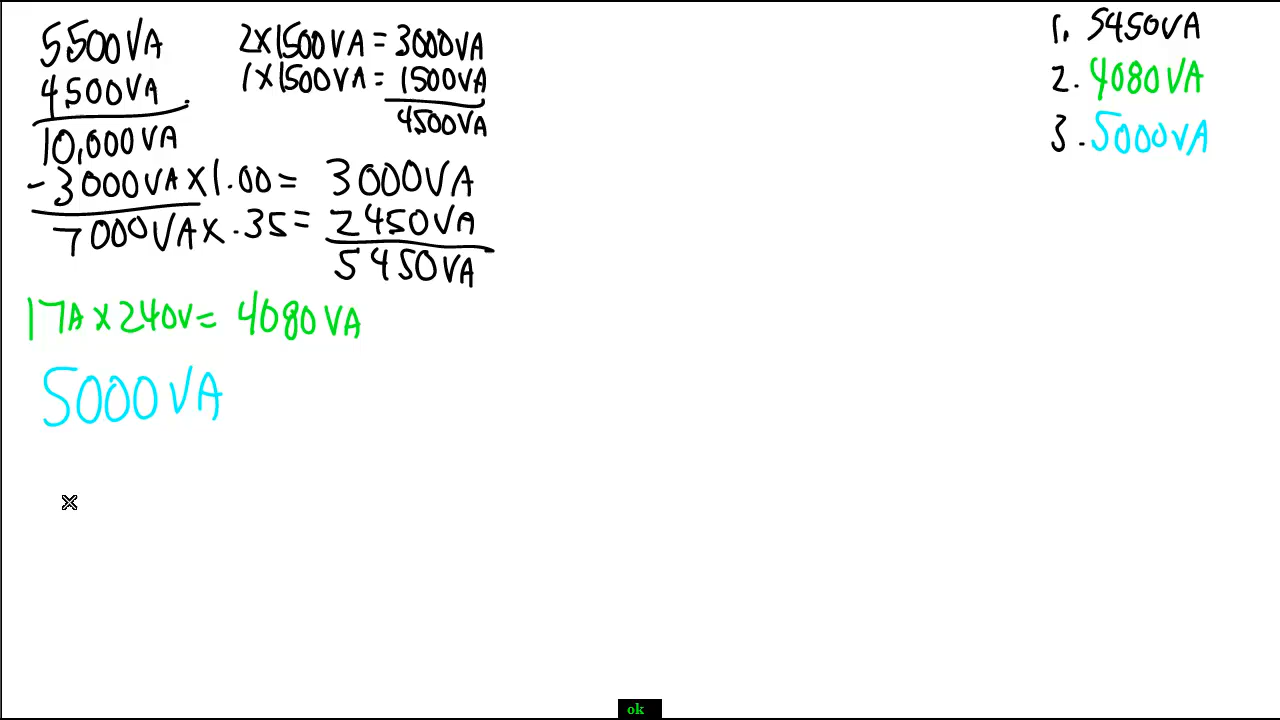 5500VA
4500VA
10,000VA
-3000VA X 1.00 = 3000VA
7000VA X .35 = 2450VA
5450VA
2X1500VA = 3000VA
1X1500VA = 1500VA
4500VA
17A X 240V = 4080VA
5000VA
1. 5450VA
2. 4080VA
3. 5000VA
ok